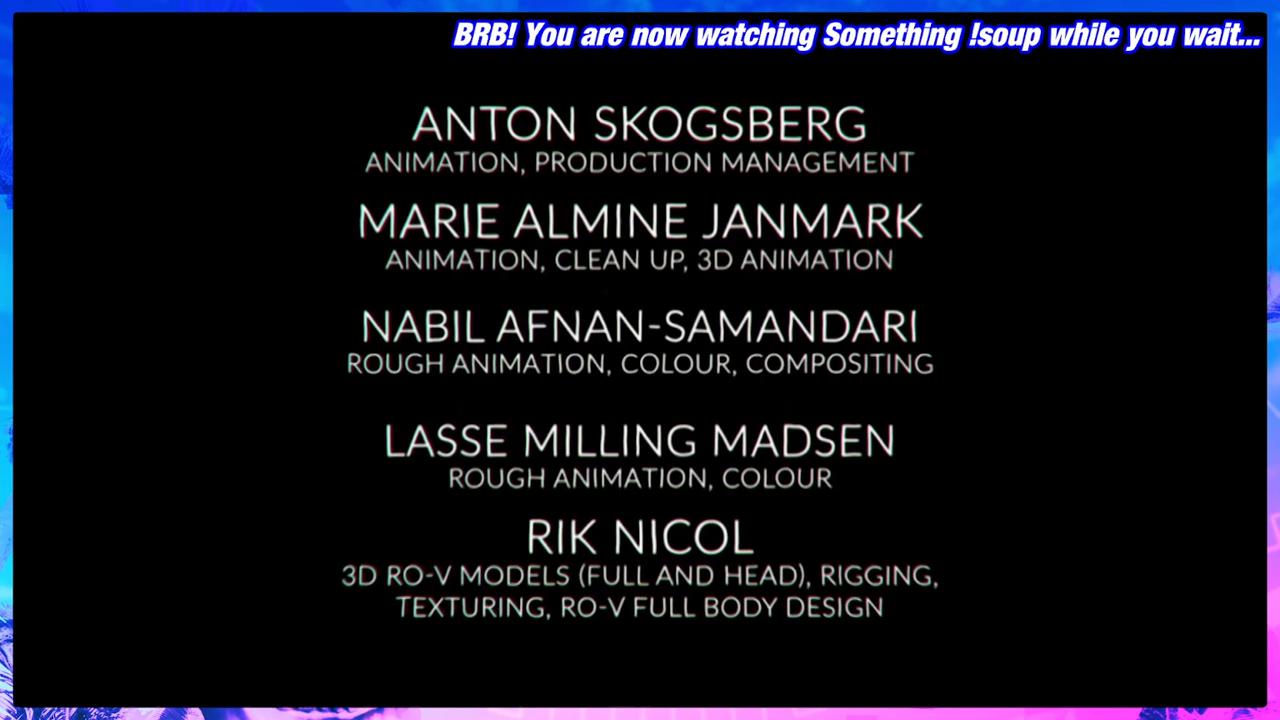 BRB! You are now watching Something !soup while you wait...
ANTON SKOGSBERG
ANIMATION, PRODUCTION MANAGEMENT
MARIE ALMINE JANMARK
ANIMATION, CLEAN UP, 3D ANIMATION
NABIL AFNAN-SAMANDARI
ROUGH ANIMATION, COLOUR, COMPOSITING
LASSE MILLING MADSEN
ROUGH ANIMATION, COLOUR
RIK NICOL
3D RO-V MODELS (FULL AND HEAD), RIGGING,
TEXTURING, RO-V FULL BODY DESIGN